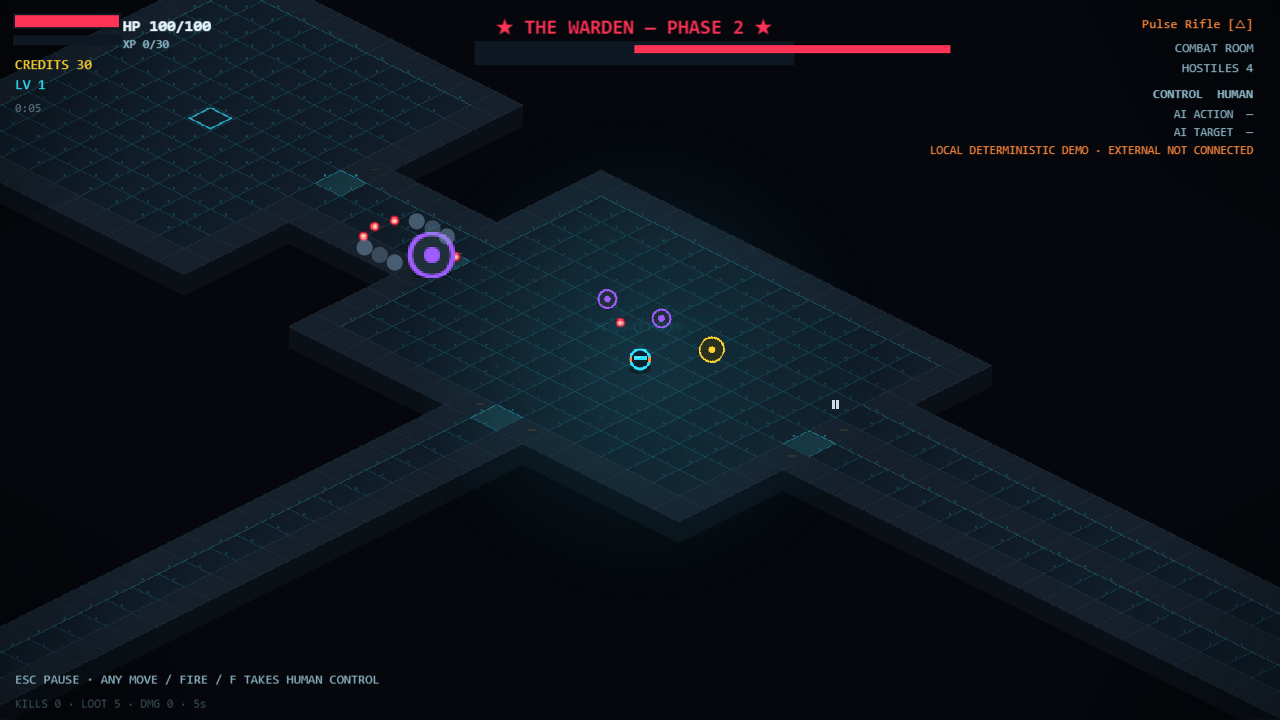 HP 100/100
XP 0/30
CREDITS 30
LV 1
0:05
★ THE WARDEN — PHASE 2 ★
Pulse Rifle [△]
COMBAT ROOM
HOSTILES 4
CONTROL HUMAN
AI ACTION —
AI TARGET —
LOCAL DETERMINISTIC DEMO · EXTERNAL NOT CONNECTED
ESC PAUSE · ANY MOVE / FIRE / F TAKES HUMAN CONTROL
KILLS 0 · LOOT 5 · DMG 0 · 5s